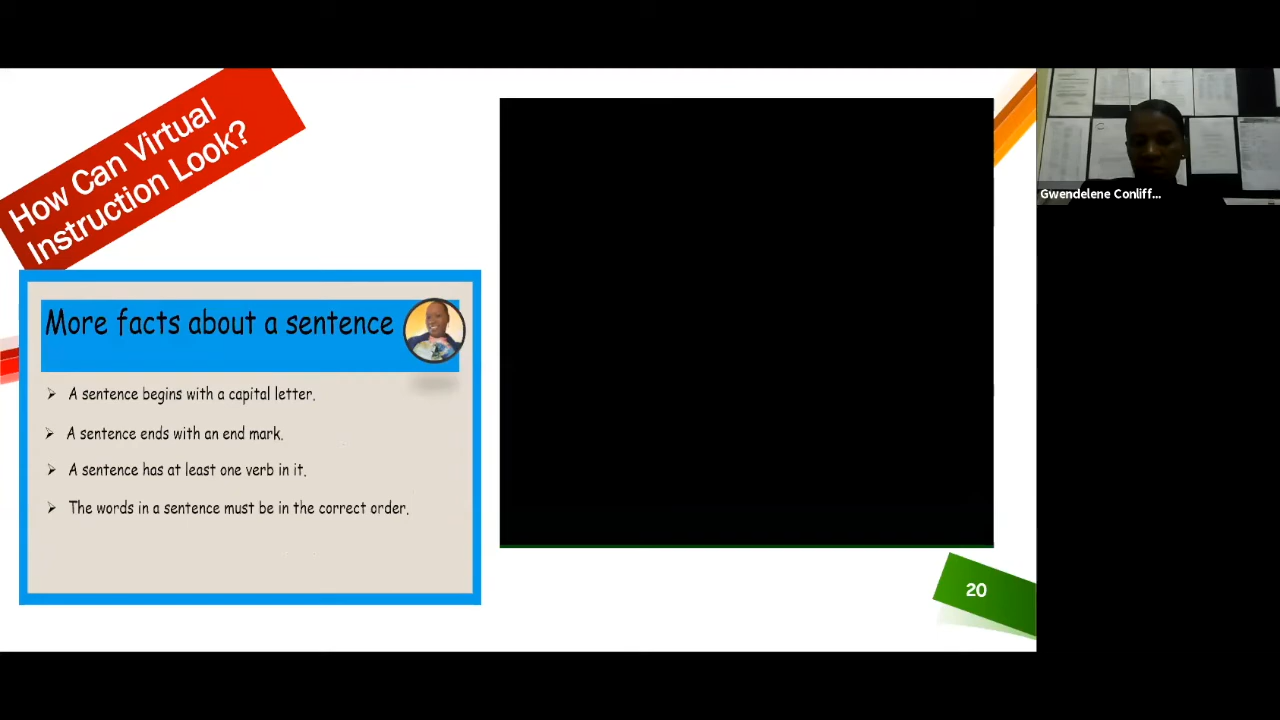 How Can Virtual
Instruction Look?
More facts about a sentence
➢ A sentence begins with a capital letter.
➢ A sentence ends with an end mark.
➢ A sentence has at least one verb in it.
➢ The words in a sentence must be in the correct order.
20
Gwendelene Conliff...